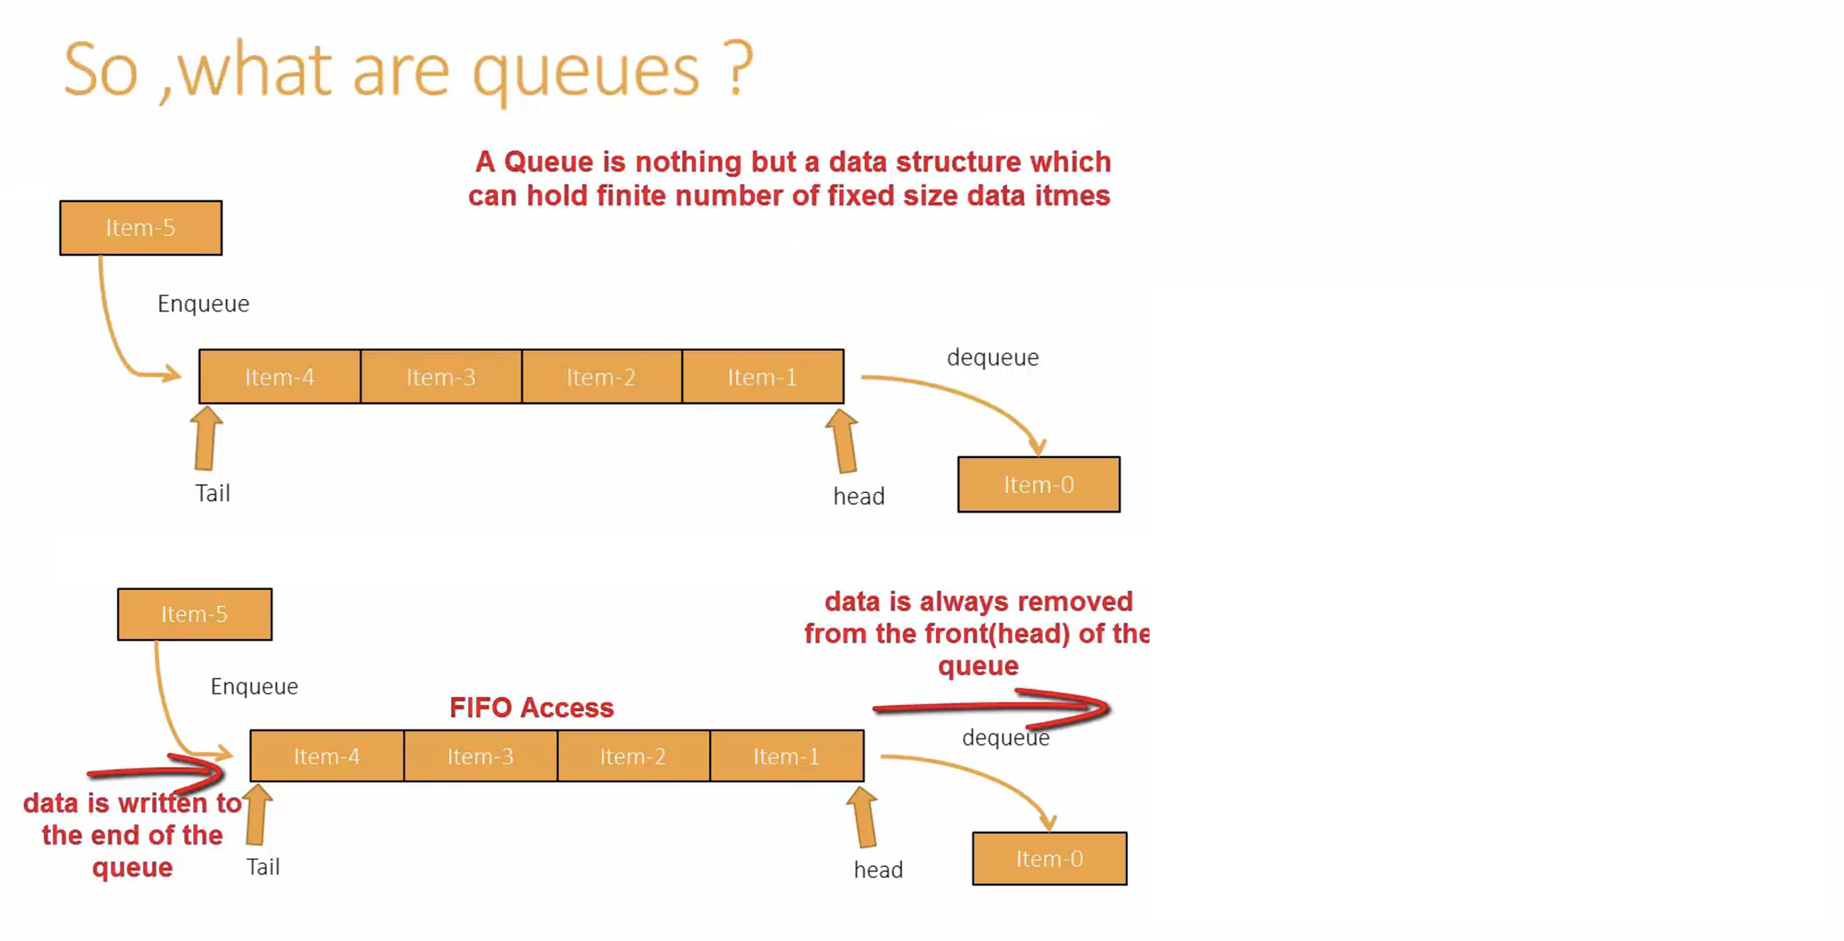 So ,what are queues ?
A Queue is nothing but a data structure which
can hold finite number of fixed size data itmes
Item-5
Enqueue
dequeue
Item-4 Item-3 Item-2 Item-1
Item-0
Tail
head
Item-5
data is always removed
from the front(head) of the
queue
Enqueue
FIFO Access
dequeue
Item-4 Item-3 Item-2 Item-1
data is written to
the end of the
queue
Tail
head
Item-0